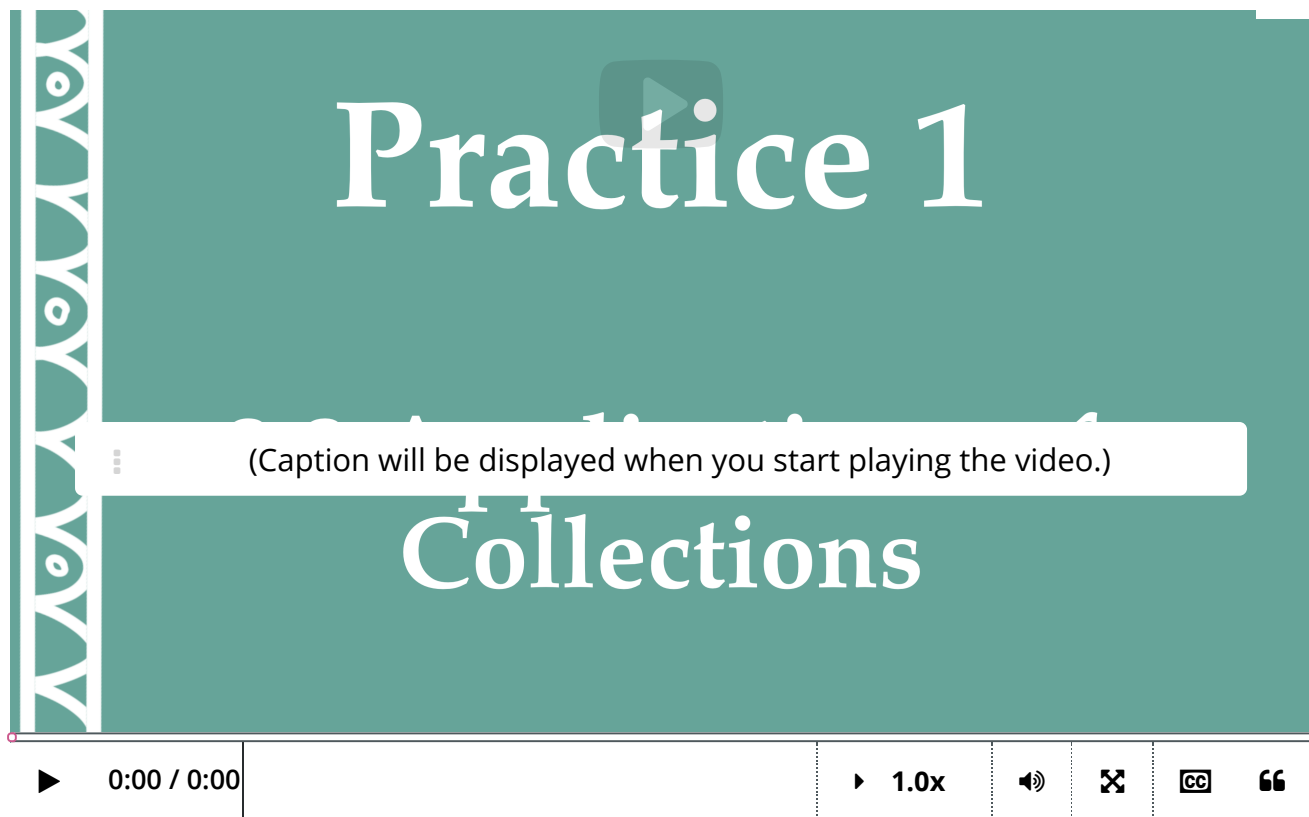 Practice 1
(Caption will be displayed when you start playing the video.)
Collections
0:00 / 0:00
1.0x
CC